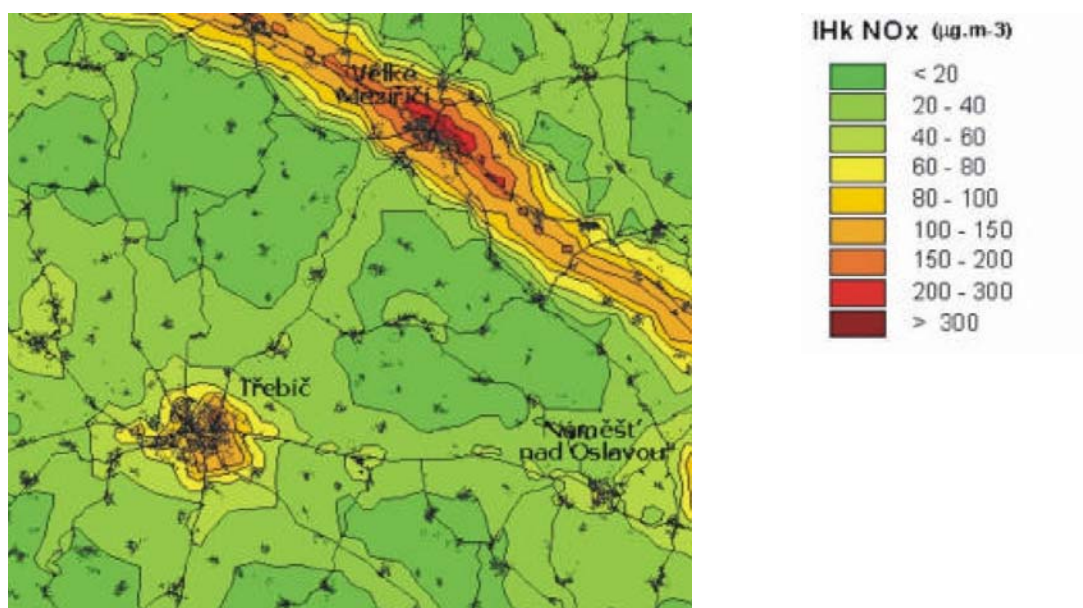 Velké
Meziříčí
Třebíč
Náměšť
nad Oslavou
IHk NOx (µg.m-3)
< 20
20 - 40
40 - 60
60 - 80
80 - 100
100 - 150
150 - 200
200 - 300
> 300